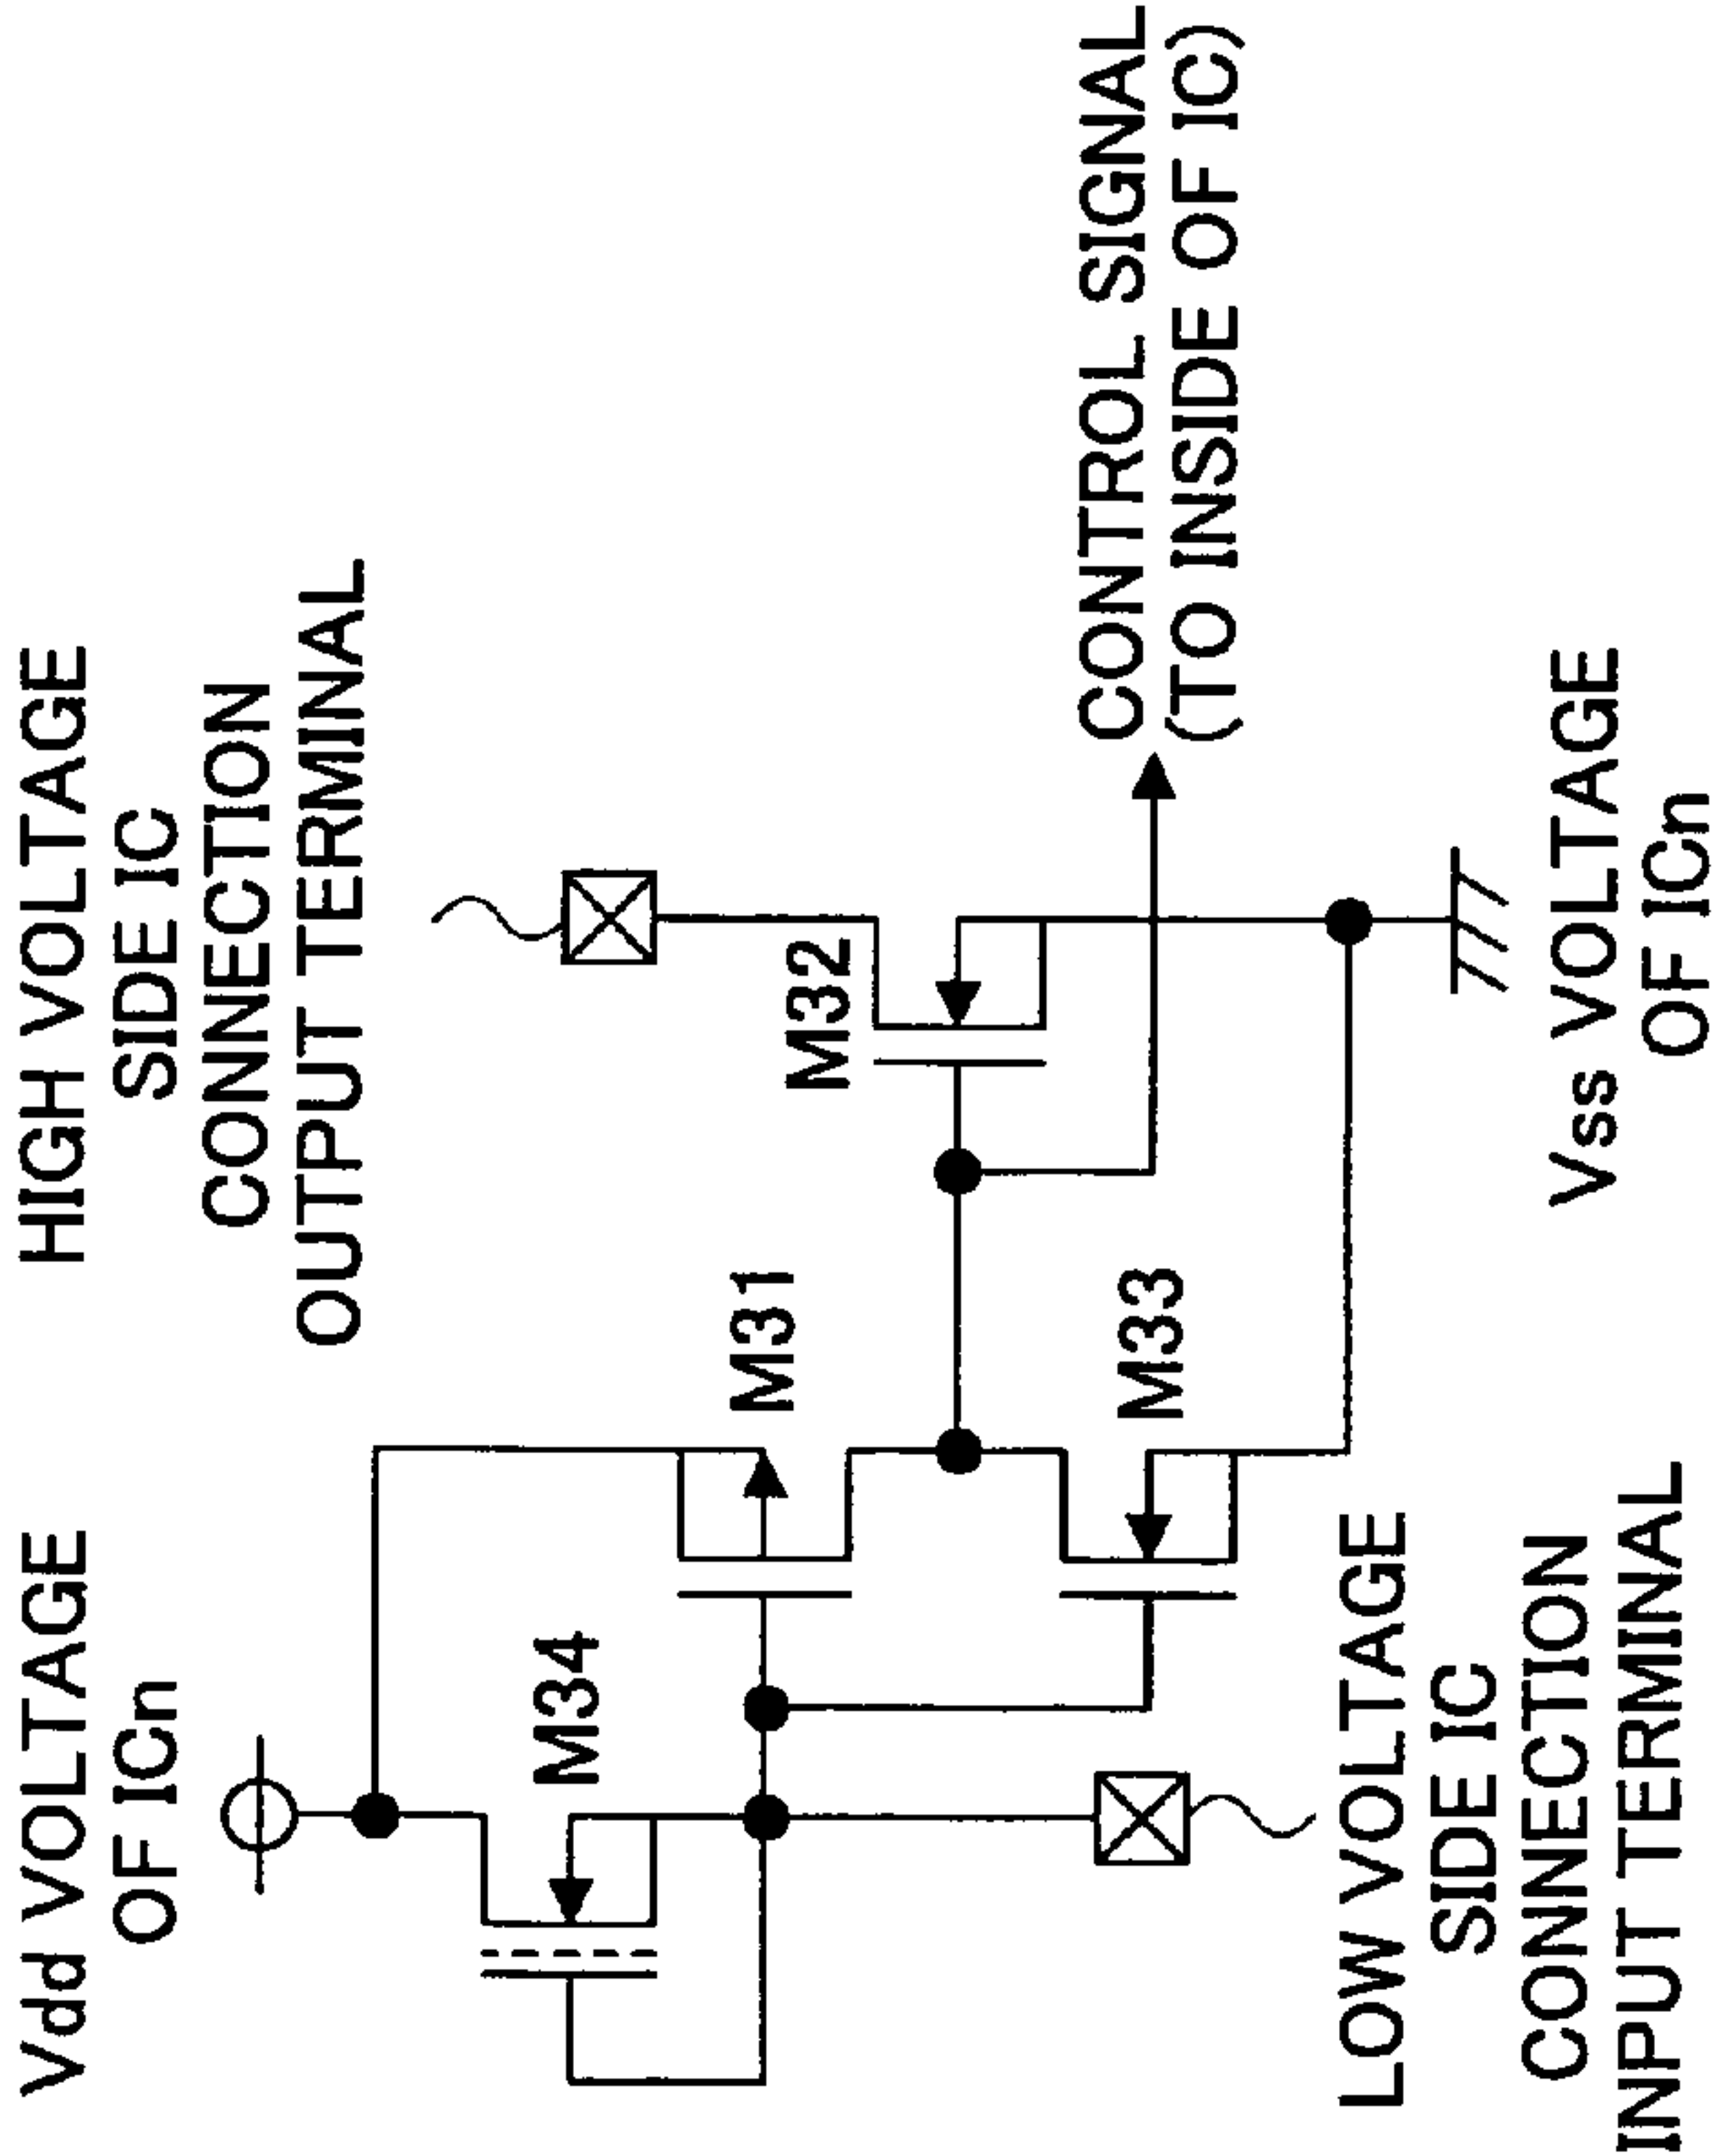 Vdd VOLTAGE
OF ICn
HIGH VOLTAGE
SIDE IC
CONNECTION
OUTPUT TERMINAL
M34
M31
M32
M33
CONTROL SIGNAL
(TO INSIDE OF IC)
LOW VOLTAGE
SIDE IC
CONNECTION
INPUT TERMINAL
Vss VOLTAGE
OF ICn